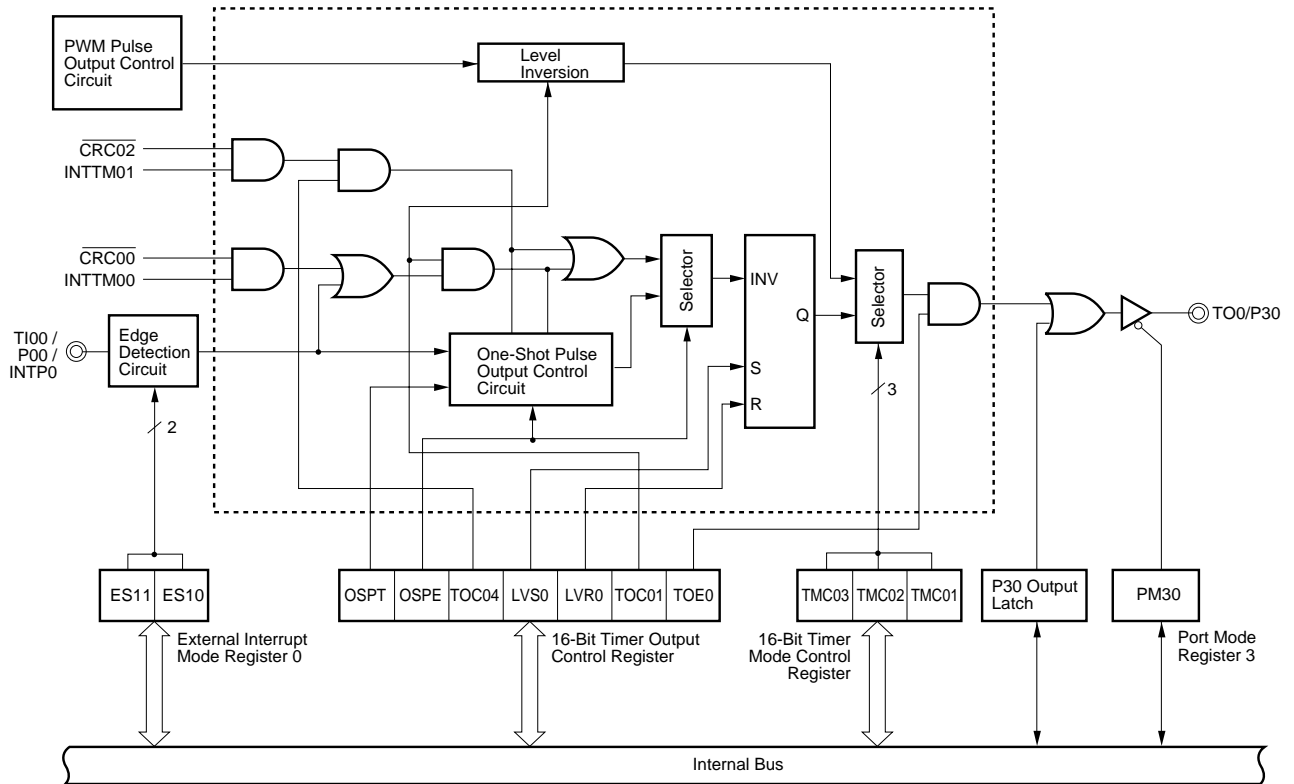 PWM Pulse
Output Control
Circuit
Level
Inversion
CRC02
INTTM01
CRC00
INTTM00
Selector
INV
Q
S
R
Selector
TO0/P30
TI00 /
P00 /
INTP0
Edge
Detection
Circuit
One-Shot Pulse
Output Control
Circuit
2
3
ES11 ES10
OSPT OSPE TOC04 LVS0 LVR0 TOC01 TOE0
TMC03 TMC02 TMC01
P30 Output
Latch
PM30
External Interrupt
Mode Register 0
16-Bit Timer Output
Control Register
16-Bit Timer
Mode Control
Register
Port Mode
Register 3
Internal Bus